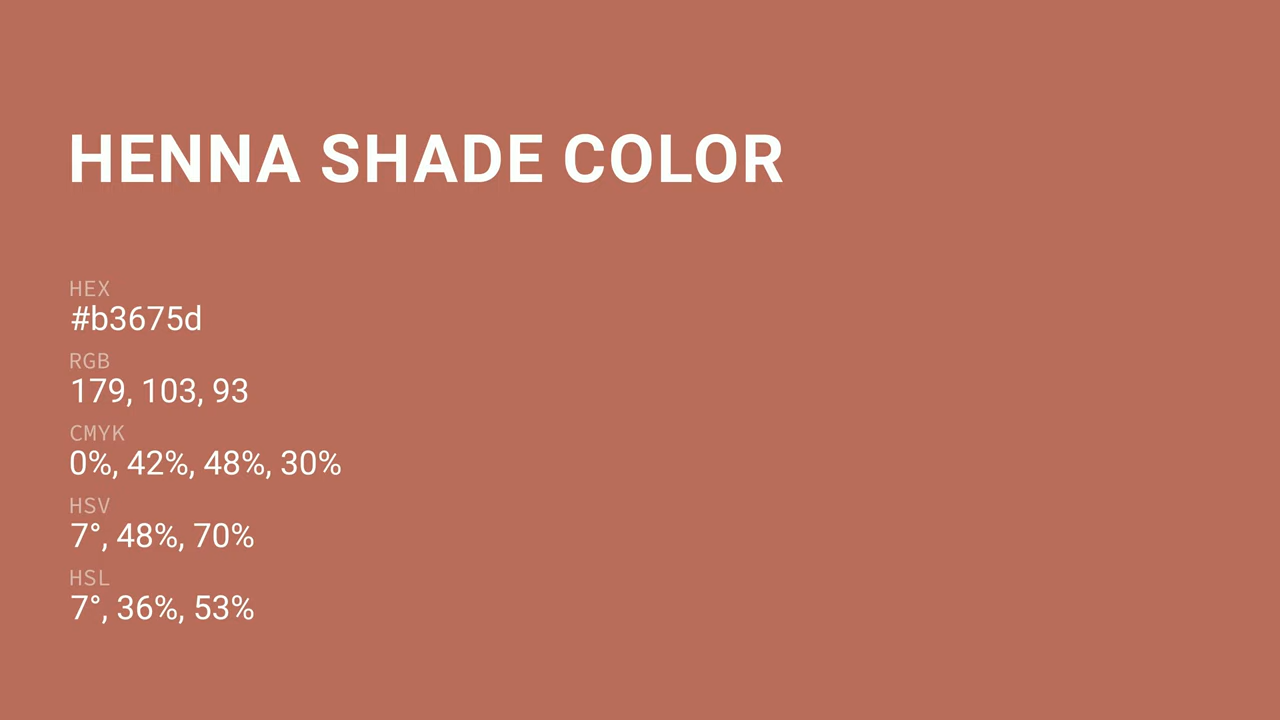 HENNA SHADE COLOR
HEX
#b3675d
RGB
179, 103, 93
CMYK
0%, 42%, 48%, 30%
HSV
7°, 48%, 70%
HSL
7°, 36%, 53%